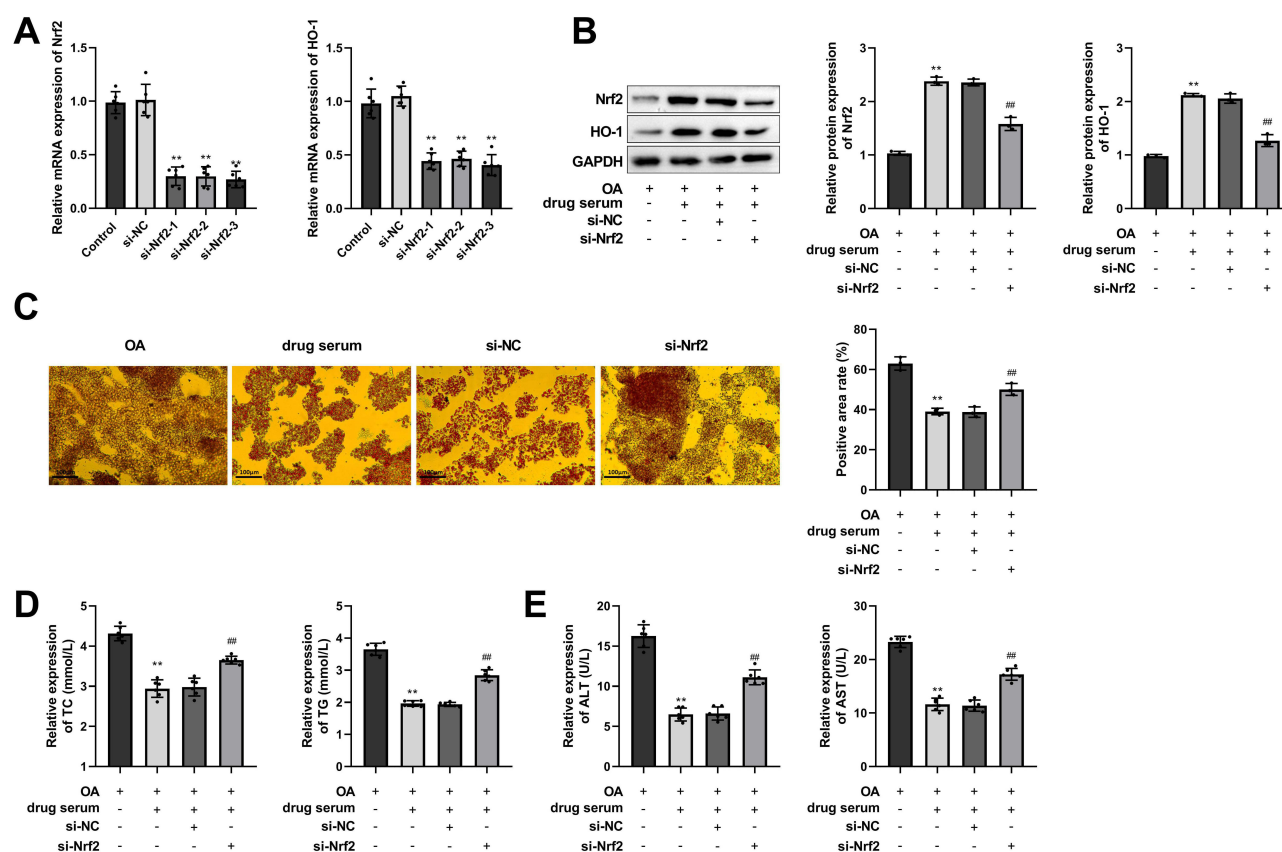 A
Relative mRNA expression of Nrf2
1.5
1.0
0.5
0.0
** ** **
Control
si-NC
si-Nrf2-1
si-Nrf2-2
si-Nrf2-3
Relative mRNA expression of HO-1
1.5
1.0
0.5
0.0
** ** **
Control
si-NC
si-Nrf2-1
si-Nrf2-2
si-Nrf2-3
B
Nrf2
HO-1
GAPDH
OA + + + +
drug serum - + + +
si-NC - - + -
si-Nrf2 - - - +
Relative protein expression
of Nrf2
3
2
1
0
**
##
OA + + + +
drug serum - + + +
si-NC - - + -
si-Nrf2 - - - +
Relative protein expression
of HO-1
3
2
1
0
**
##
OA + + + +
drug serum - + + +
si-NC - - + -
si-Nrf2 - - - +
C
OA
drug serum
si-NC
si-Nrf2
100μm
100μm
100μm
100μm
Positive area rate (%)
80
60
40
20
0
**
##
OA + + + +
drug serum - + + +
si-NC - - + -
si-Nrf2 - - - +
D
Relative expression
of TC (mmol/L)
5
4
3
2
1
**
##
OA + + + +
drug serum - + + +
si-NC - - + -
si-Nrf2 - - - +
Relative expression
of TG (mmol/L)
5
4
3
2
1
0
**
##
OA + + + +
drug serum - + + +
si-NC - - + -
si-Nrf2 - - - +
E
Relative expression
of ALT (U/L)
20
15
10
5
0
**
##
OA + + + +
drug serum - + + +
si-NC - - + -
si-Nrf2 - - - +
Relative expression
of AST (U/L)
30
20
10
0
**
##
OA + + + +
drug serum - + + +
si-NC - - + -
si-Nrf2 - - - +